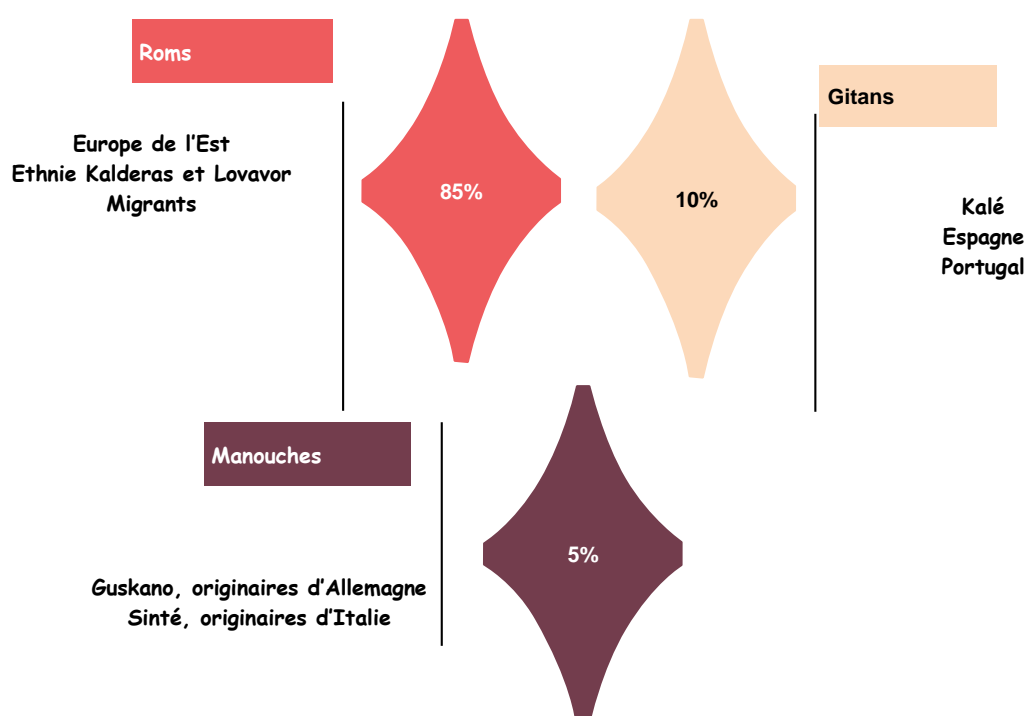 Roms
Europe de l'Est
Ethnie Kalderas et Lovavor
Migrants
85%
10%
Gitans
Kalé
Espagne
Portugal
Manouches
Guskano, originaires d'Allemagne
Sinté, originaires d'Italie
5%